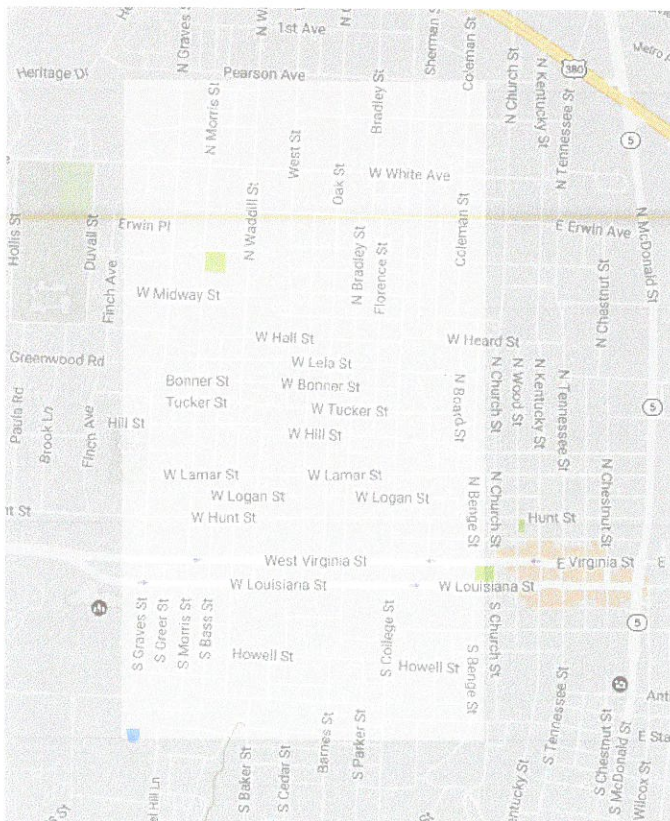 N Graves St
1st Ave
Sherman St
Coleman St
N Church St
N Kentucky St
N Tennessee St
380
Heritage Dr
Pearson Ave
N Morris St
Bradley St
5
West St
Oak St
W White Ave
N Waddill St
Hollis St
Duvall St
Erwin Pl
N Bradley St
Florence St
Coleman St
E Erwin Ave
N McDonald St
Finch Ave
W Midway St
N Chestnut St
W Hall St
W Heard St
Greenwood Rd
W Lela St
Bonner St
W Bonner St
Tucker St
W Tucker St
Paula Rd
Brook Ln
Finch Ave
Hill St
W Hill St
N Board St
N Church St
N Wood St
N Kentucky St
N Tennessee St
5
W Lamar St
W Lamar St
W Logan St
W Logan St
W Hunt St
N Benge St
N Church St
Hunt St
N Chestnut St
West Virginia St
E Virginia St
E
W Louisiana St
W Louisiana St
S Graves St
S Greer St
S Morris St
S Bass St
Howell St
S College St
Howell St
S Benge St
S Church St
5
S Tennessee St
S Baker St
S Cedar St
Barnes St
S Parker St
S Chestnut St
S McDonald St
Wilcox St